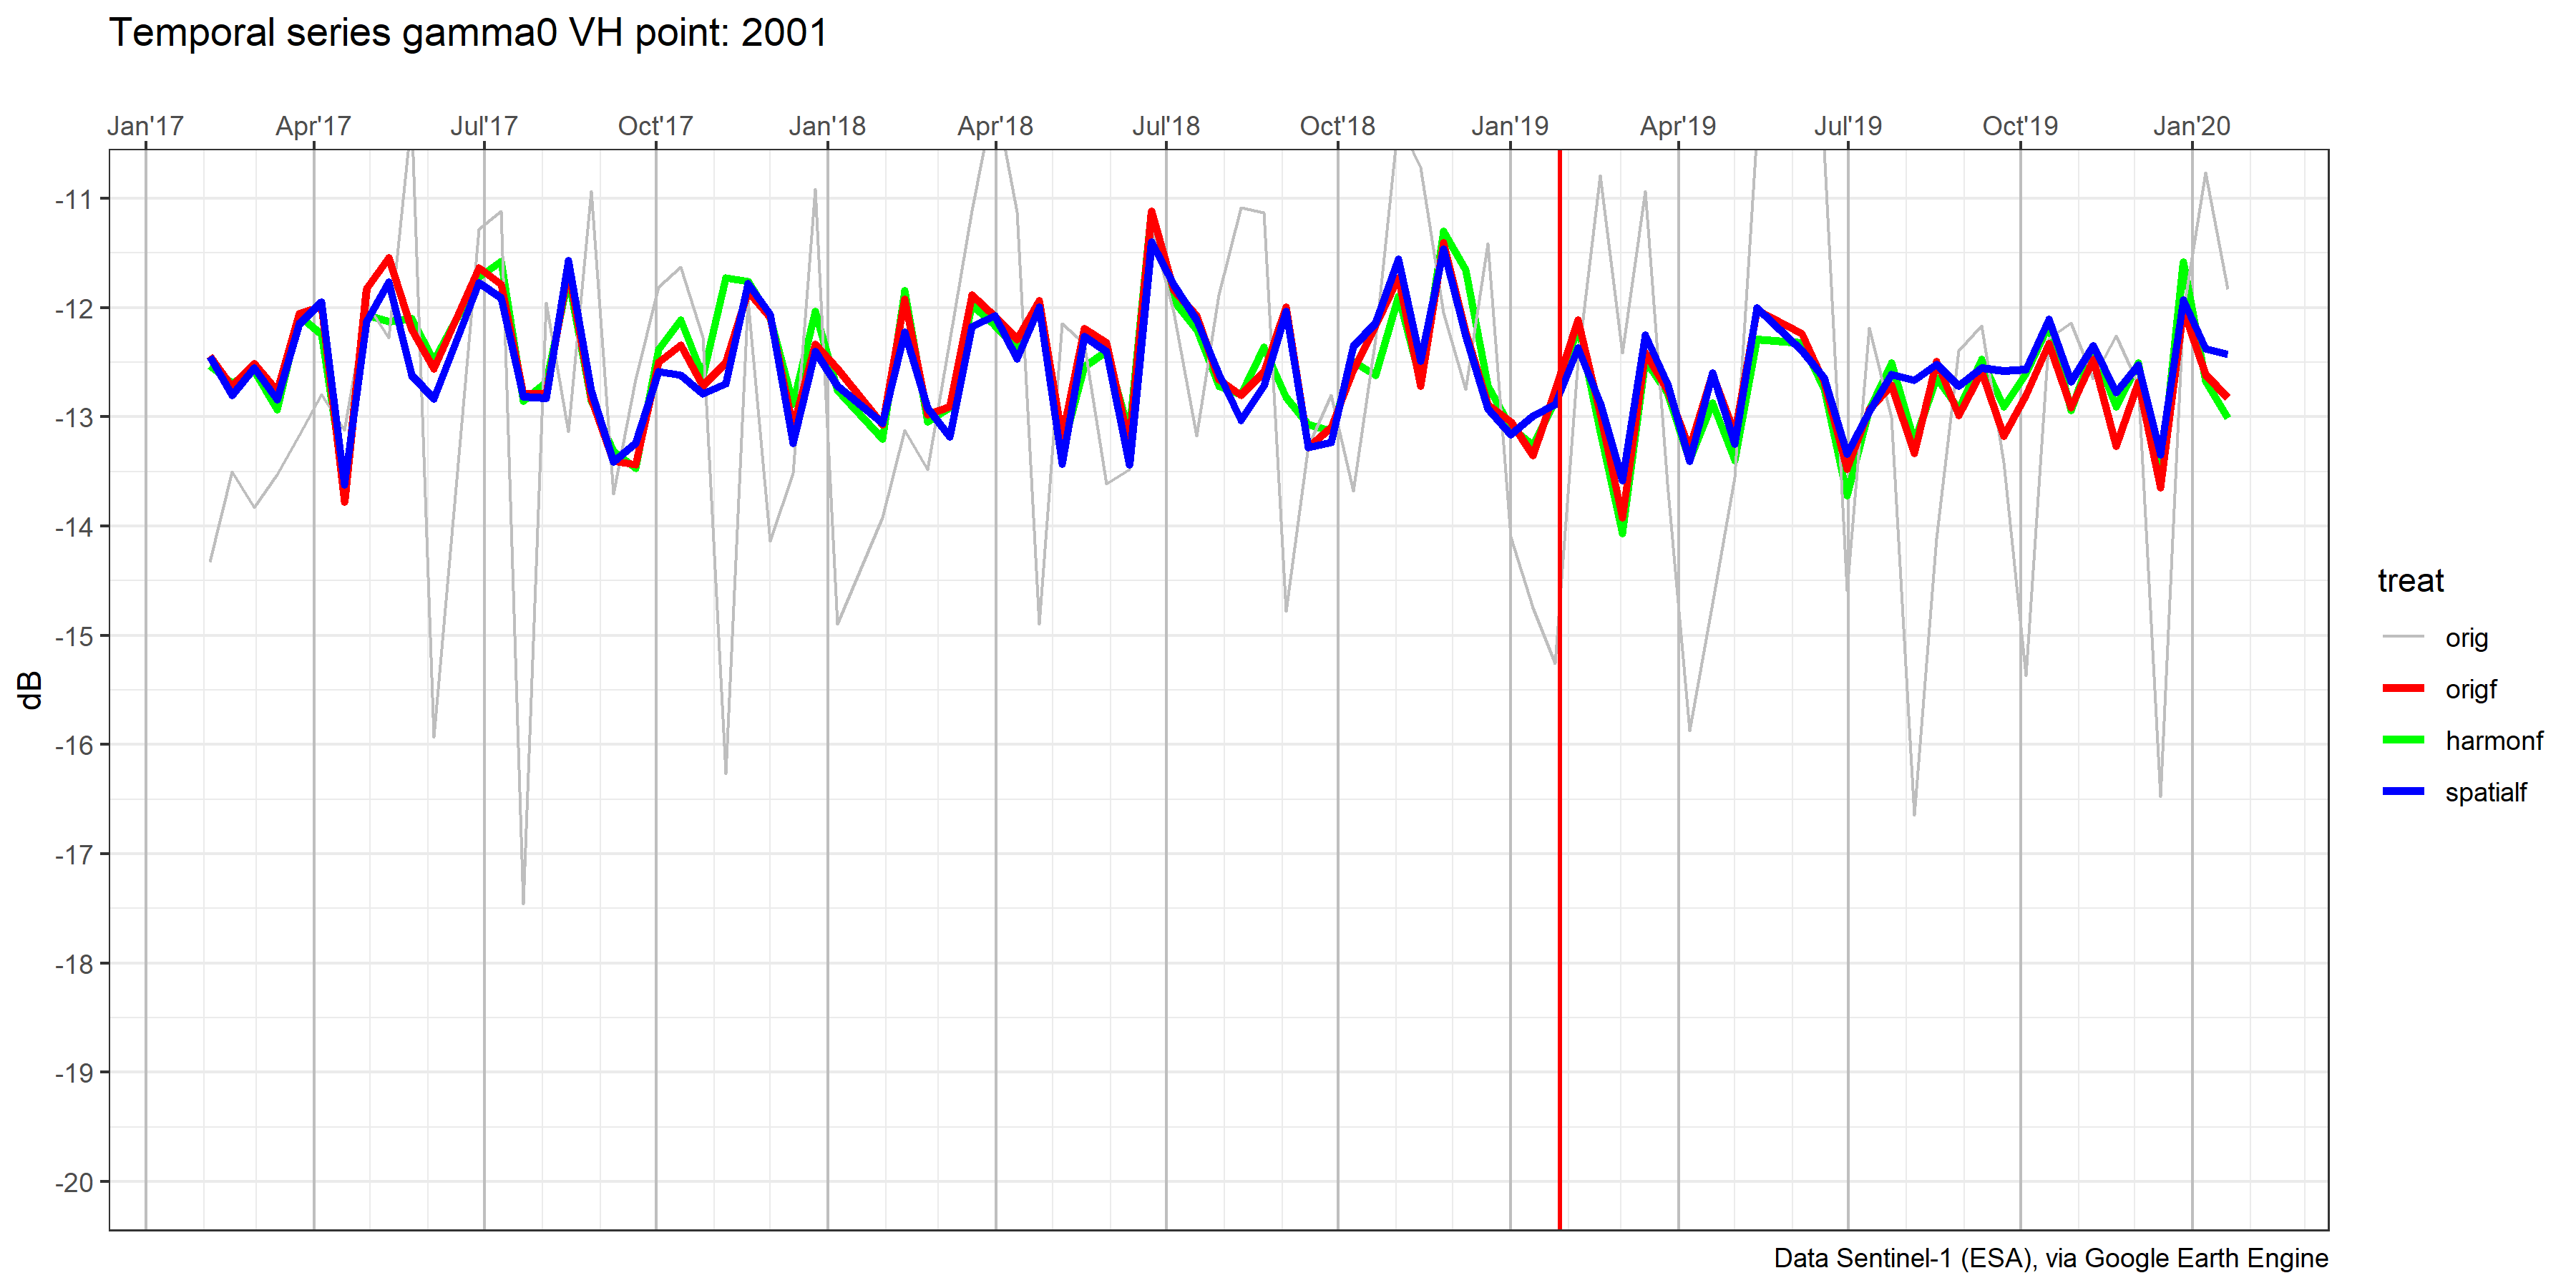 Temporal series gamma0 VH point: 2001
Jan'17 Apr'17 Jul'17 Oct'17 Jan'18 Apr'18 Jul'18 Oct'18 Jan'19 Apr'19 Jul'19 Oct'19 Jan'20
-11
-12
-13
-14
-15
-16
-17
-18
-19
-20
dB
treat
orig
origf
harmonf
spatialf
Data Sentinel-1 (ESA), via Google Earth Engine